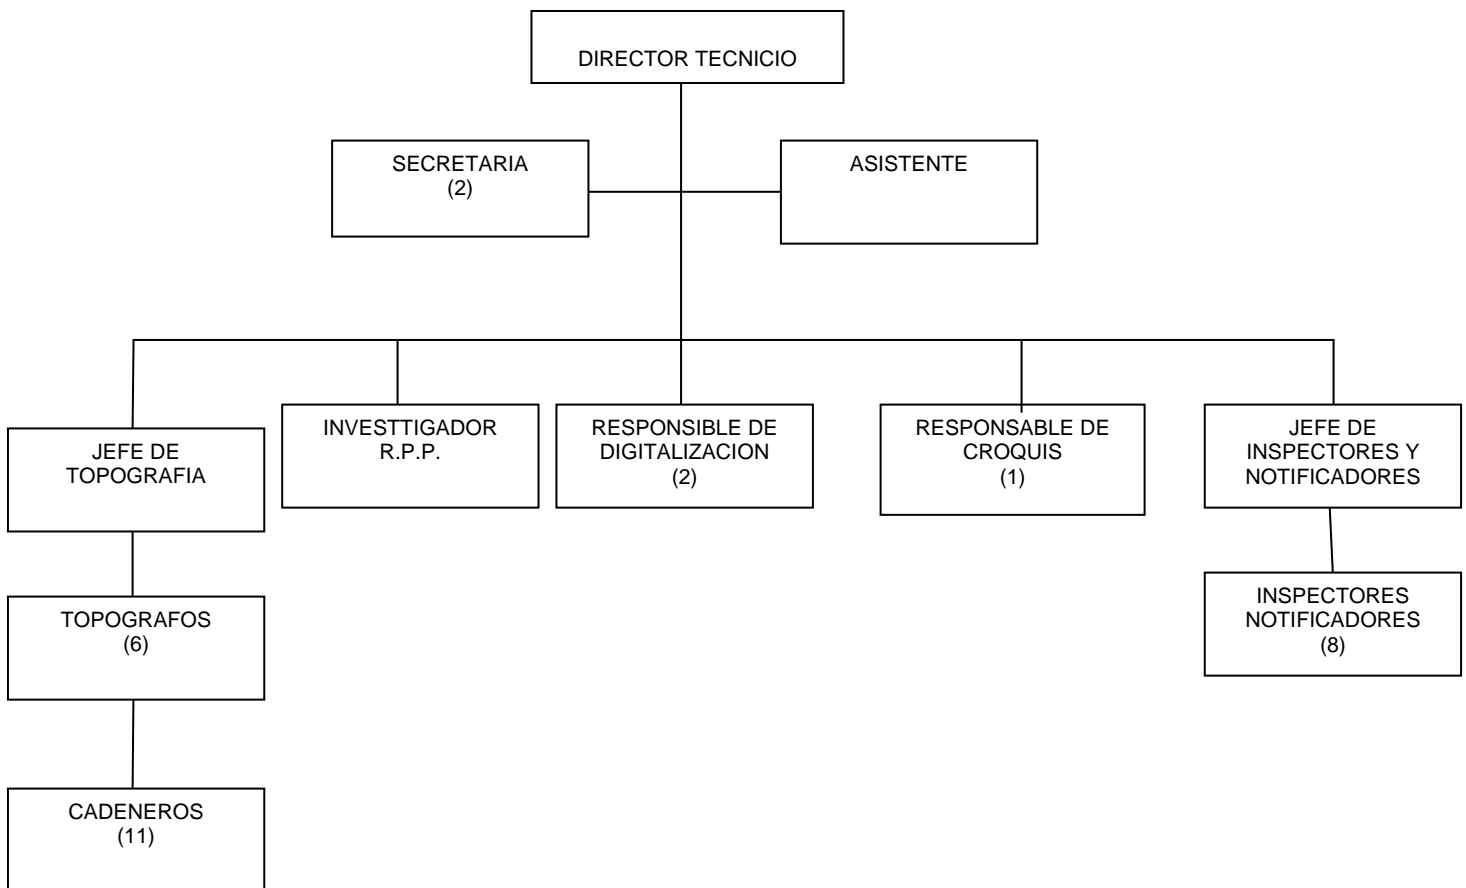 DIRECTOR TECNICIO
SECRETARIA
(2)
ASISTENTE
JEFE DE
TOPOGRAFIA
INVESTTIGADOR
R.P.P.
RESPONSIBLE DE
DIGITALIZACION
(2)
RESPONSABLE DE
CROQUIS
(1)
JEFE DE
INSPECTORES Y
NOTIFICADORES
TOPOGRAFOS
(6)
INSPECTORES
NOTIFICADORES
(8)
CADENEROS
(11)